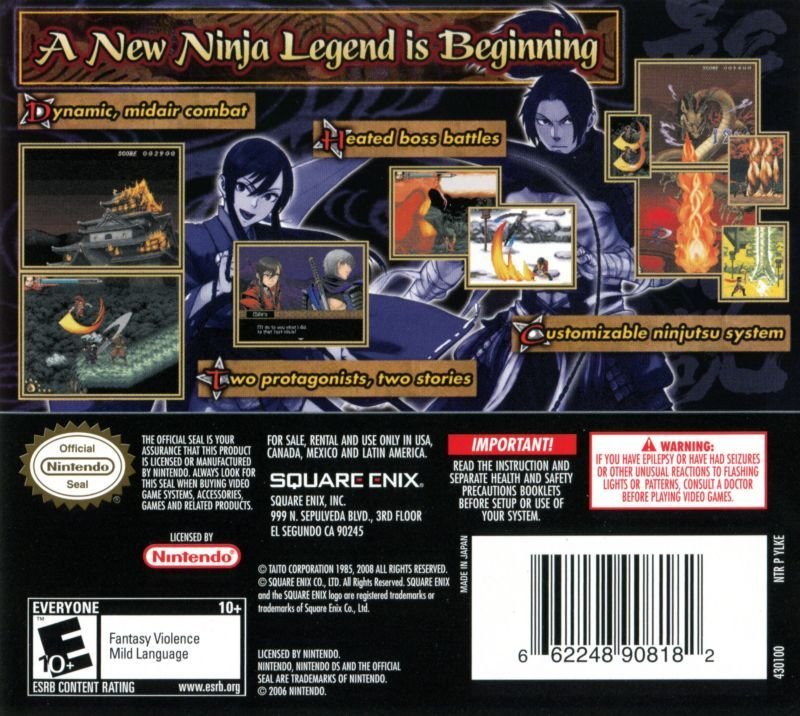 A New Ninja Legend is Beginning
Dynamic, midair combat
Heated boss battles
SCORE 002900
Two protagonists, two stories
Customizable ninjutsu system
Official
Nintendo
Seal
®
THE OFFICIAL SEAL IS YOUR
ASSURANCE THAT THIS PRODUCT
IS LICENSED OR MANUFACTURED
BY NINTENDO. ALWAYS LOOK FOR
THIS SEAL WHEN BUYING VIDEO
GAME SYSTEMS, ACCESSORIES,
GAMES AND RELATED PRODUCTS.
LICENSED BY
Nintendo®
EVERYONE 10+
TM
E
10+
Fantasy Violence
Mild Language
ESRB CONTENT RATING www.esrb.org
FOR SALE, RENTAL AND USE ONLY IN USA,
CANADA, MEXICO AND LATIN AMERICA.
SQUARE ENIX®
SQUARE ENIX, INC.
999 N. SEPULVEDA BLVD., 3RD FLOOR
EL SEGUNDO CA 90245
© TAITO CORPORATION 1985, 2008 ALL RIGHTS RESERVED.
© SQUARE ENIX CO., LTD. All Rights Reserved. SQUARE ENIX
and the SQUARE ENIX logo are registered trademarks or
trademarks of Square Enix Co., Ltd.
LICENSED BY NINTENDO.
NINTENDO, NINTENDO DS AND THE OFFICIAL
SEAL ARE TRADEMARKS OF NINTENDO.
© 2006 NINTENDO.
IMPORTANT!
READ THE INSTRUCTION AND
SEPARATE HEALTH AND SAFETY
PRECAUTIONS BOOKLETS
BEFORE SETUP OR USE OF
YOUR SYSTEM.
WARNING:
IF YOU HAVE EPILEPSY OR HAVE HAD SEIZURES
OR OTHER UNUSUAL REACTIONS TO FLASHING
LIGHTS OR PATTERNS, CONSULT A DOCTOR
BEFORE PLAYING VIDEO GAMES.
MADE IN JAPAN
6 62248 90818 2
NTR P YLKE
430100